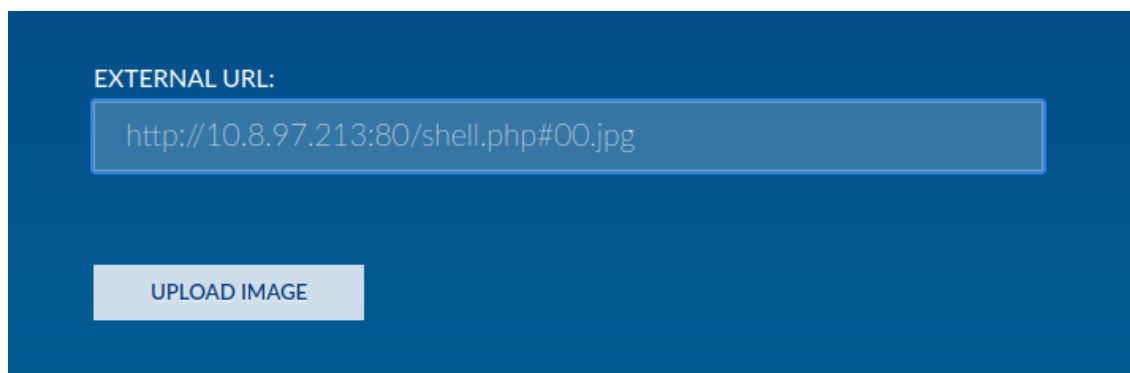 EXTERNAL URL:
http://10.8.97.213:80/shell.php#00.jpg
UPLOAD IMAGE